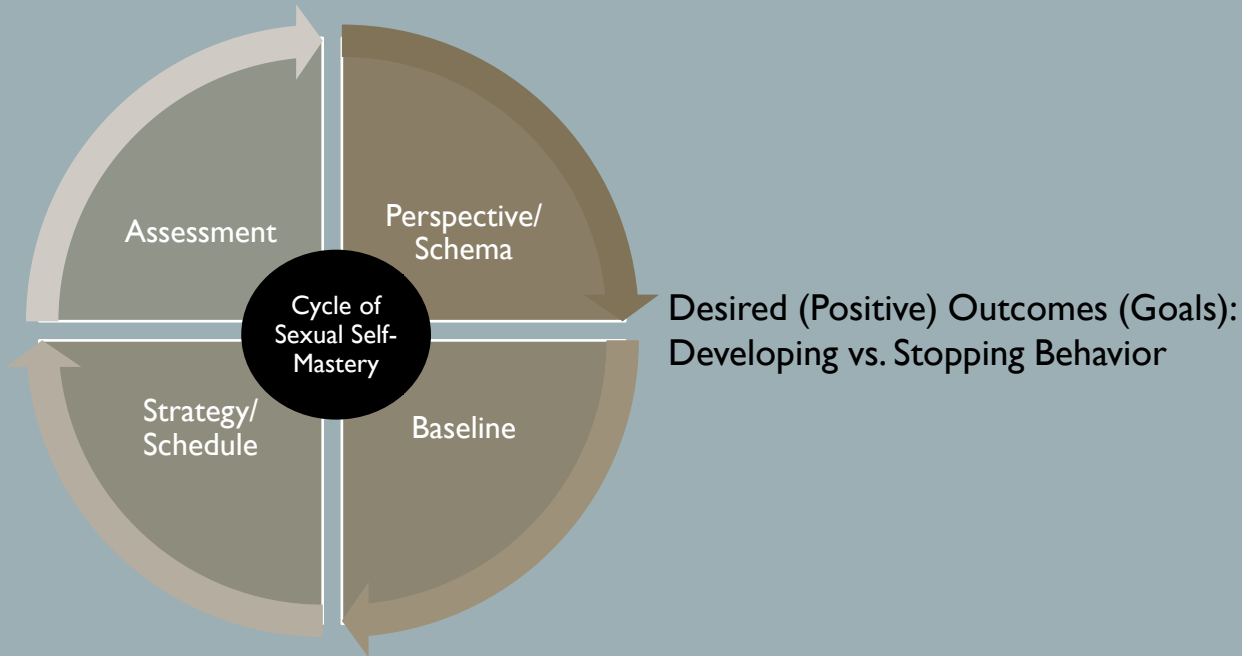 Assessment
Perspective/
Schema
Cycle of
Sexual Self-
Mastery
Strategy/
Schedule
Baseline
Desired (Positive) Outcomes (Goals):
Developing vs. Stopping Behavior